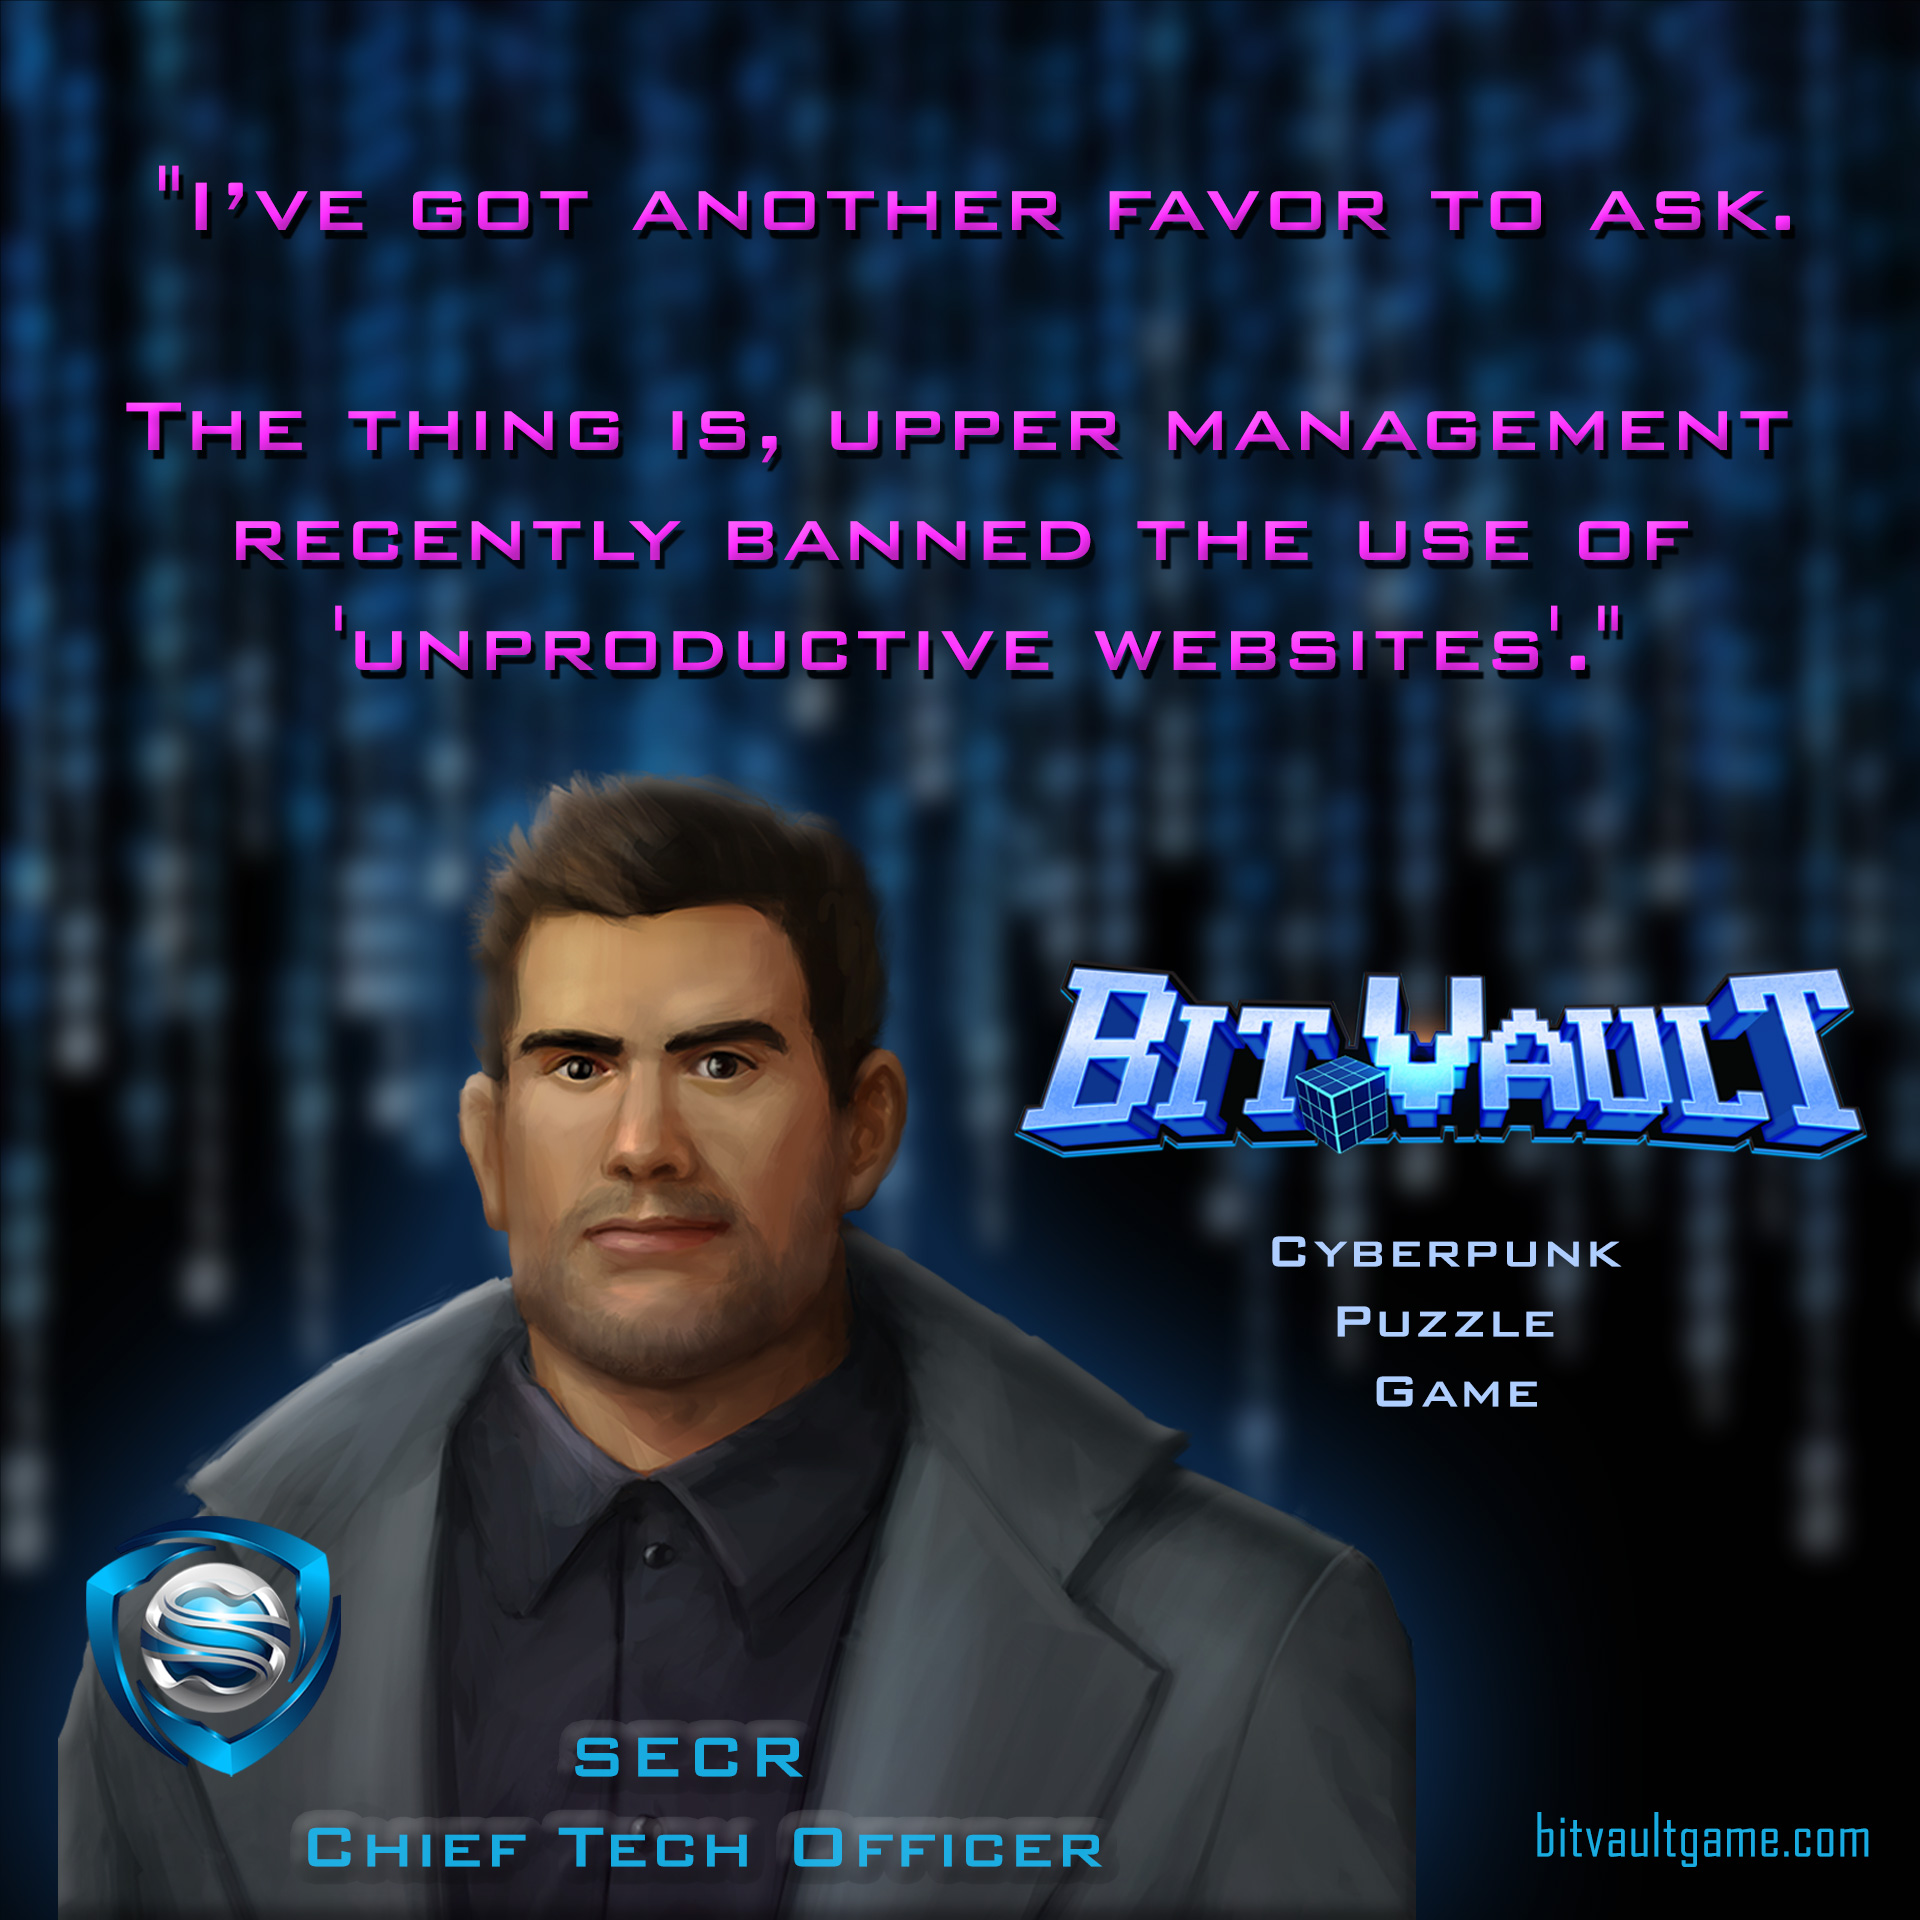 "I’ve got another favor to ask.
The thing is, upper management
recently banned the use of
'unproductive websites'."
BitVault
Cyberpunk
Puzzle
Game
S
SECR
Chief Tech Officer
bitvaultgame.com